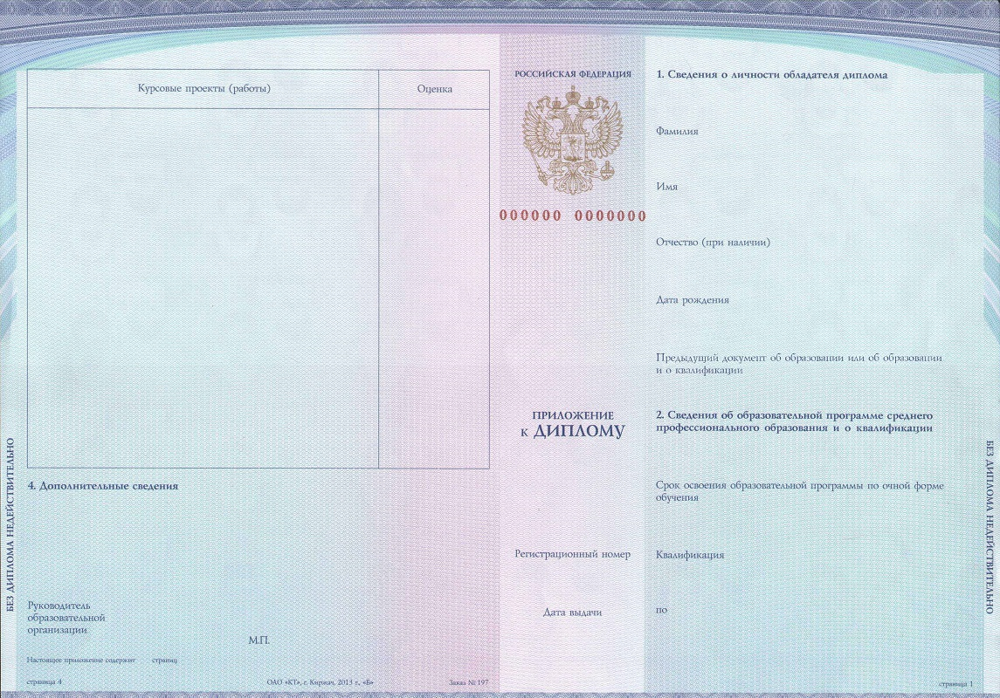 Курсовые проекты (работы)
Оценка
4. Дополнительные сведения
Руководитель
образовательной
организации
М.П.
Настоящее приложение содержит страниц
страница 4
ОАО «КТ», г. Киржач, 2013 г., «Б»
Заказ № 197
БЕЗ ДИПЛОМА НЕДЕЙСТВИТЕЛЬНО
РОССИЙСКАЯ ФЕДЕРАЦИЯ
000000 0000000
ПРИЛОЖЕНИЕ
к ДИПЛОМУ
Регистрационный номер
Дата выдачи
1. Сведения о личности обладателя диплома
Фамилия
Имя
Отчество (при наличии)
Дата рождения
Предыдущий документ об образовании или об образовании
и о квалификации
2. Сведения об образовательной программе среднего
профессионального образования и о квалификации
Срок освоения образовательной программы по очной форме
обучения
Квалификация
по
страница 1
БЕЗ ДИПЛОМА НЕДЕЙСТВИТЕЛЬНО